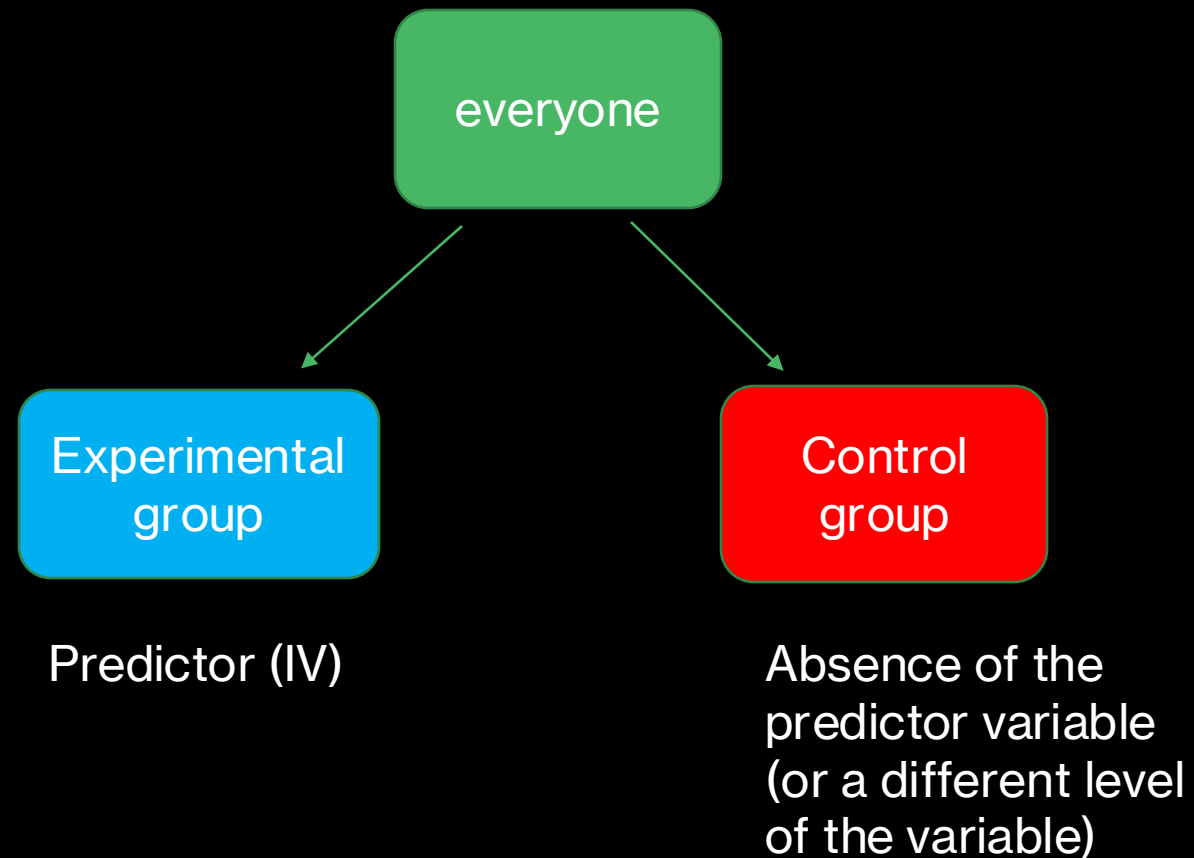 everyone
Experimental
group
Control
group
Predictor (IV)
Absence of the
predictor variable
(or a different level
of the variable)